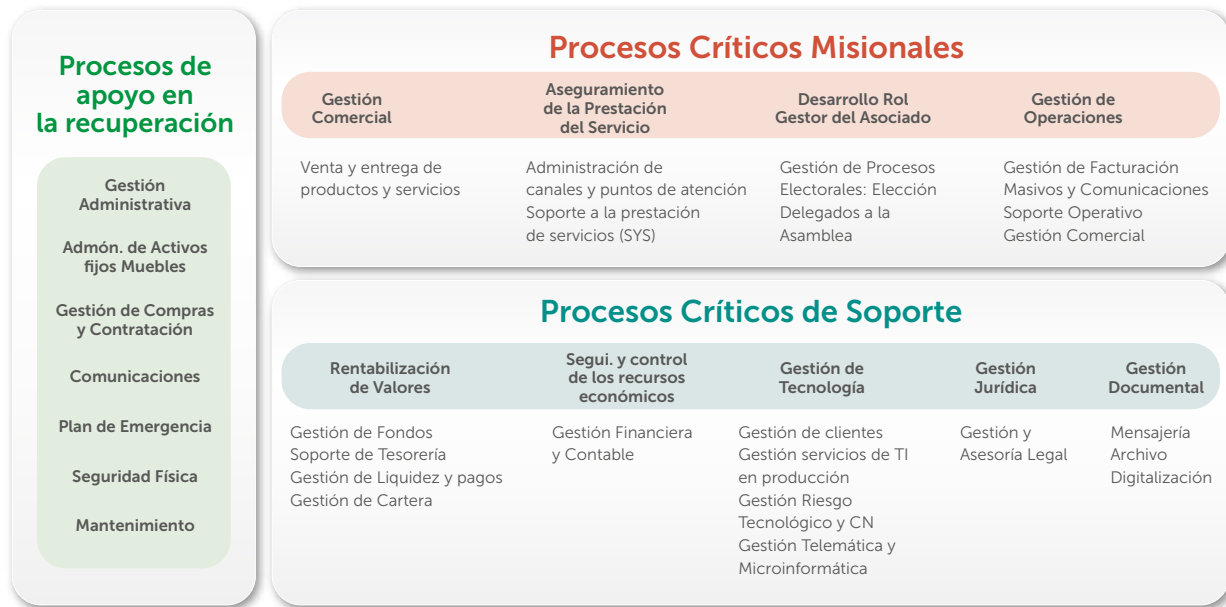 Procesos de
apoyo en
la recuperación
Gestión
Administrativa
Admón. de Activos
fijos Muebles
Gestión de Compras
y Contratación
Comunicaciones
Plan de Emergencia
Seguridad Física
Mantenimiento
Procesos Críticos Misionales
Gestión
Comercial
Venta y entrega de
productos y servicios
Aseguramiento
de la Prestación
del Servicio
Administración de
canales y puntos de atención
Soporte a la prestación
de servicios (SYS)
Desarrollo Rol
Gestor del Asociado
Gestión de Procesos
Electorales: Elección
Delegados a la
Asamblea
Gestión de
Operaciones
Gestión de Facturación
Masivos y Comunicaciones
Soporte Operativo
Gestión Comercial
Procesos Críticos de Soporte
Rentabilización
de Valores
Gestión de Fondos
Soporte de Tesorería
Gestión de Liquidez y pagos
Gestión de Cartera
Segui. y control
de los recursos
económicos
Gestión Financiera
y Contable
Gestión de
Tecnología
Gestión de clientes
Gestión servicios de TI
en producción
Gestión Riesgo
Tecnológico y CN
Gestión Telemática y
Microinformática
Gestión
Jurídica
Gestión y
Asesoría Legal
Gestión
Documental
Mensajería
Archivo
Digitalización